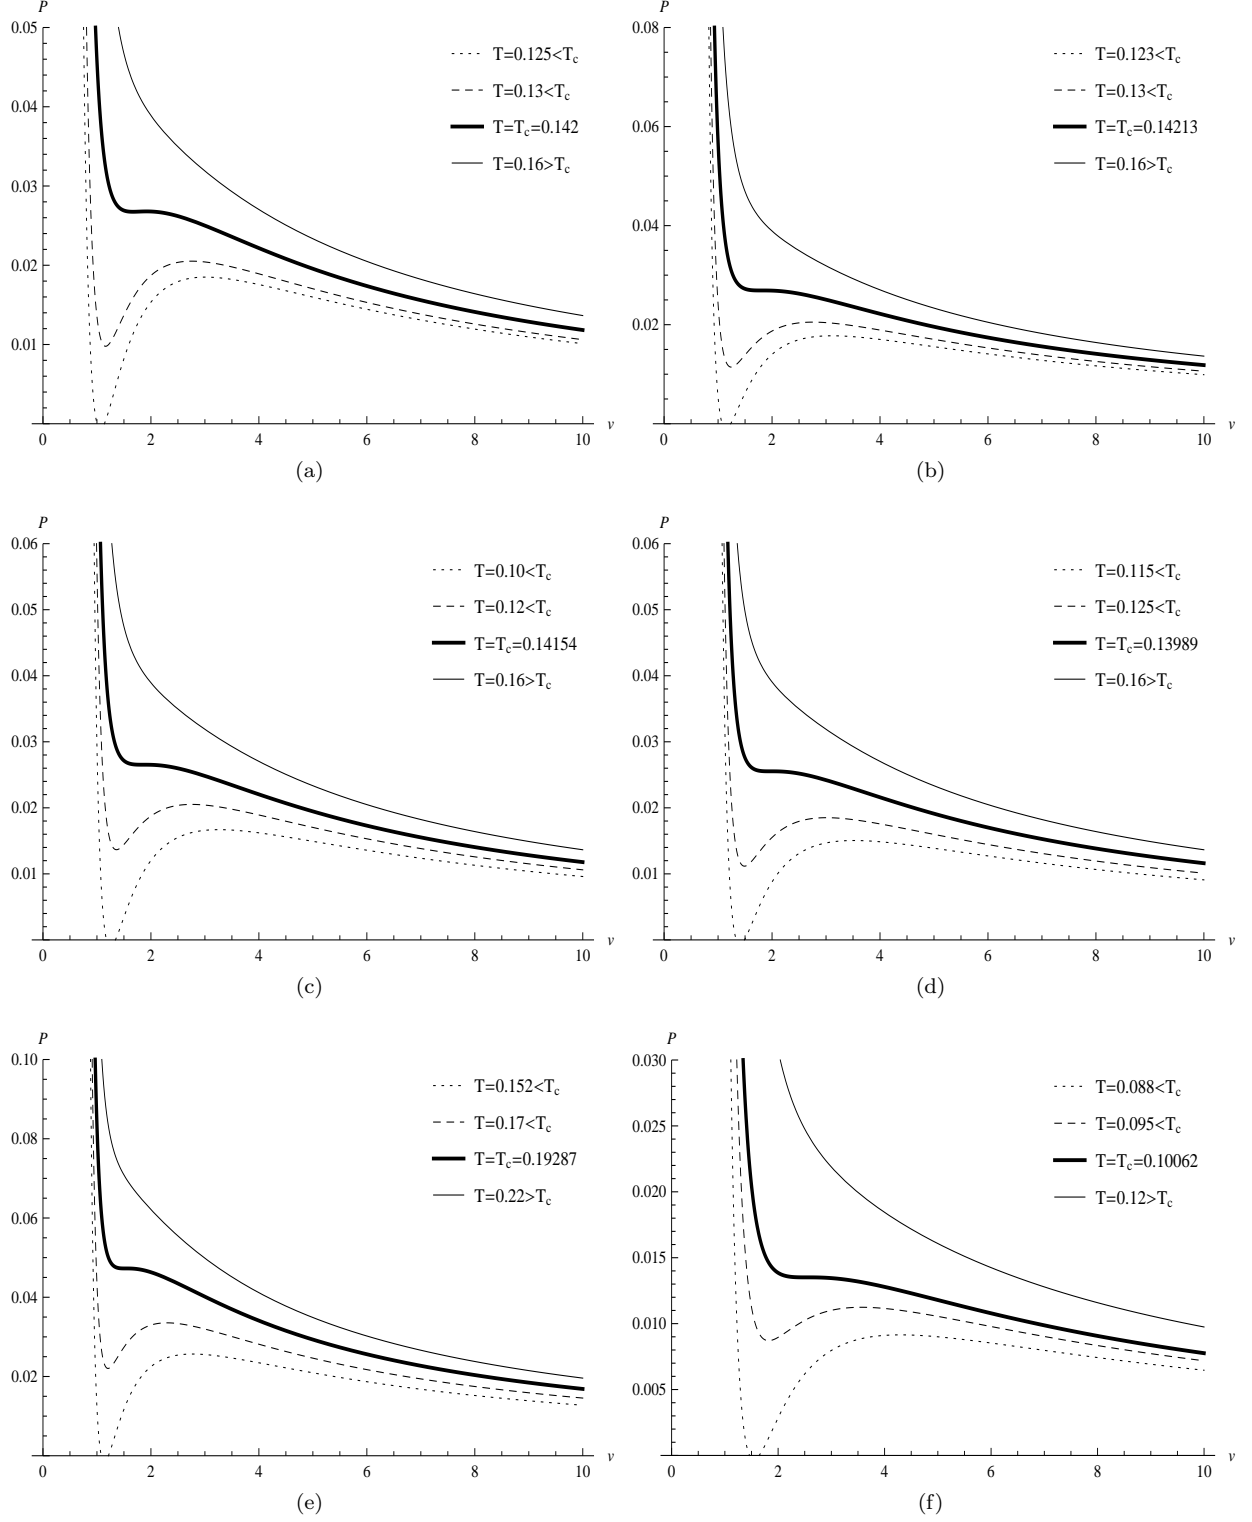 P
0.05
0.04
0.03
0.02
0.01
0 2 4 6 8 10
v
T=0.125<Tc
T=0.13<Tc
T=Tc=0.142
T=0.16>Tc
(a)
P
0.08
0.06
0.04
0.02
0 2 4 6 8 10
v
T=0.123<Tc
T=0.13<Tc
T=Tc=0.14213
T=0.16>Tc
(b)
P
0.06
0.05
0.04
0.03
0.02
0.01
0 2 4 6 8 10
v
T=0.10<Tc
T=0.12<Tc
T=Tc=0.14154
T=0.16>Tc
(c)
P
0.06
0.05
0.04
0.03
0.02
0.01
0 2 4 6 8 10
v
T=0.115<Tc
T=0.125<Tc
T=Tc=0.13989
T=0.16>Tc
(d)
P
0.10
0.08
0.06
0.04
0.02
0 2 4 6 8 10
v
T=0.152<Tc
T=0.17<Tc
T=Tc=0.19287
T=0.22>Tc
(e)
P
0.030
0.025
0.020
0.015
0.010
0.005
0 2 4 6 8 10
v
T=0.088<Tc
T=0.095<Tc
T=Tc=0.10062
T=0.12>Tc
(f)